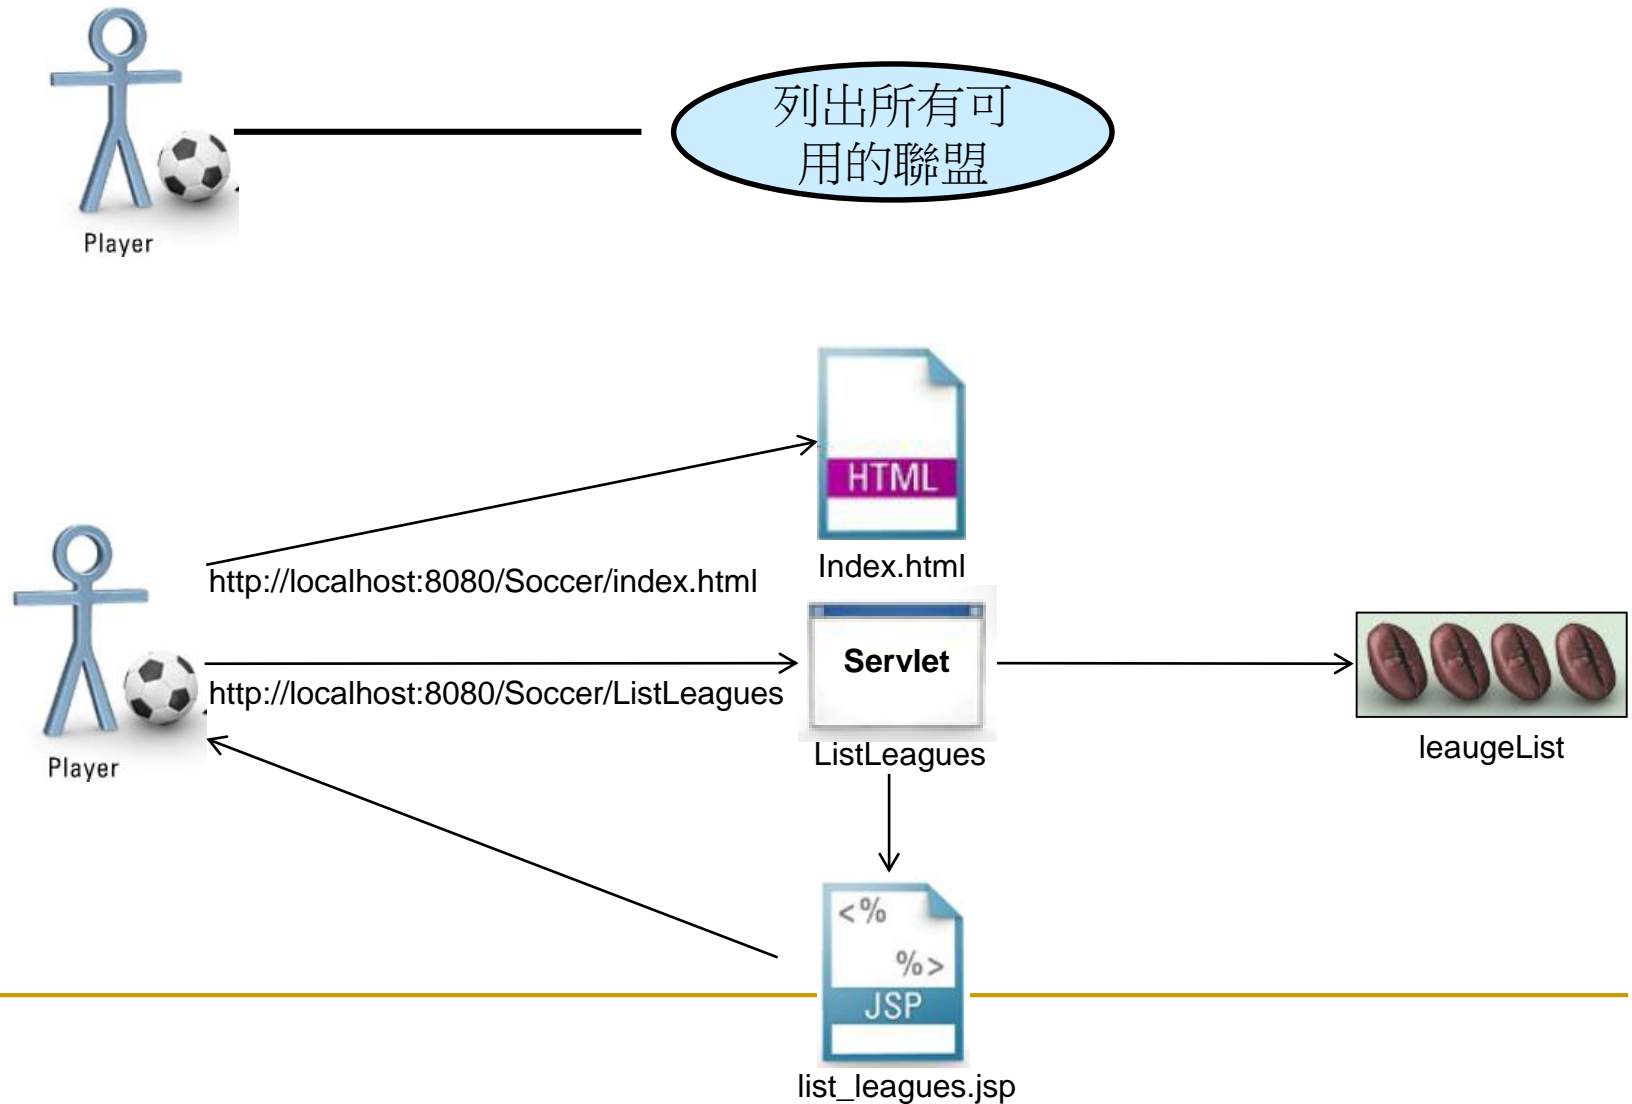 列出所有可
用的聯盟
Player
HTML
Index.html
http://localhost:8080/Soccer/index.html
Servlet
http://localhost:8080/Soccer/ListLeagues
ListLeagues
leaugeList
Player
<%
%>
JSP
list_leagues.jsp